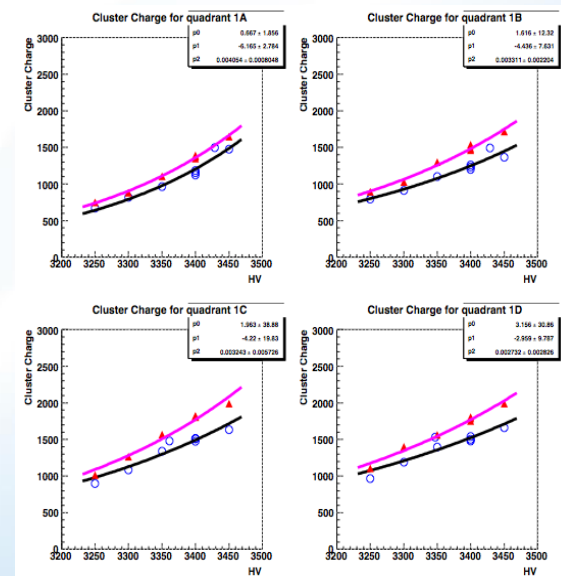 Cluster Charge for quadrant 1A
p0 0.667 ± 1.856
p1 -6.165 ± 2.784
p2 0.004054 ± 0.0008048
Cluster Charge
3000
2500
2000
1500
1000
500
0
3200 3250 3300 3350 3400 3450 3500
HV
Cluster Charge for quadrant 1B
p0 1.616 ± 12.32
p1 -4.436 ± 7.631
p2 0.003311 ± 0.002204
Cluster Charge
3000
2500
2000
1500
1000
500
0
3200 3250 3300 3350 3400 3450 3500
HV
Cluster Charge for quadrant 1C
p0 1.963 ± 38.88
p1 -4.22 ± 19.83
p2 0.003243 ± 0.005726
Cluster Charge
3000
2500
2000
1500
1000
500
0
3200 3250 3300 3350 3400 3450 3500
HV
Cluster Charge for quadrant 1D
p0 3.156 ± 30.86
p1 -2.959 ± 9.787
p2 0.002732 ± 0.002826
Cluster Charge
3000
2500
2000
1500
1000
500
0
3200 3250 3300 3350 3400 3450 3500
HV